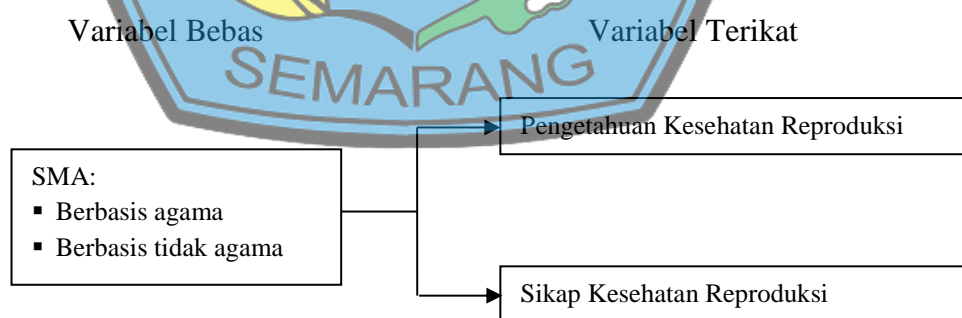 Variabel Bebas
Variabel Terikat
SEMARANG
Pengetahuan Kesehatan Reproduksi
SMA:
▪ Berbasis agama
▪ Berbasis tidak agama
Sikap Kesehatan Reproduksi